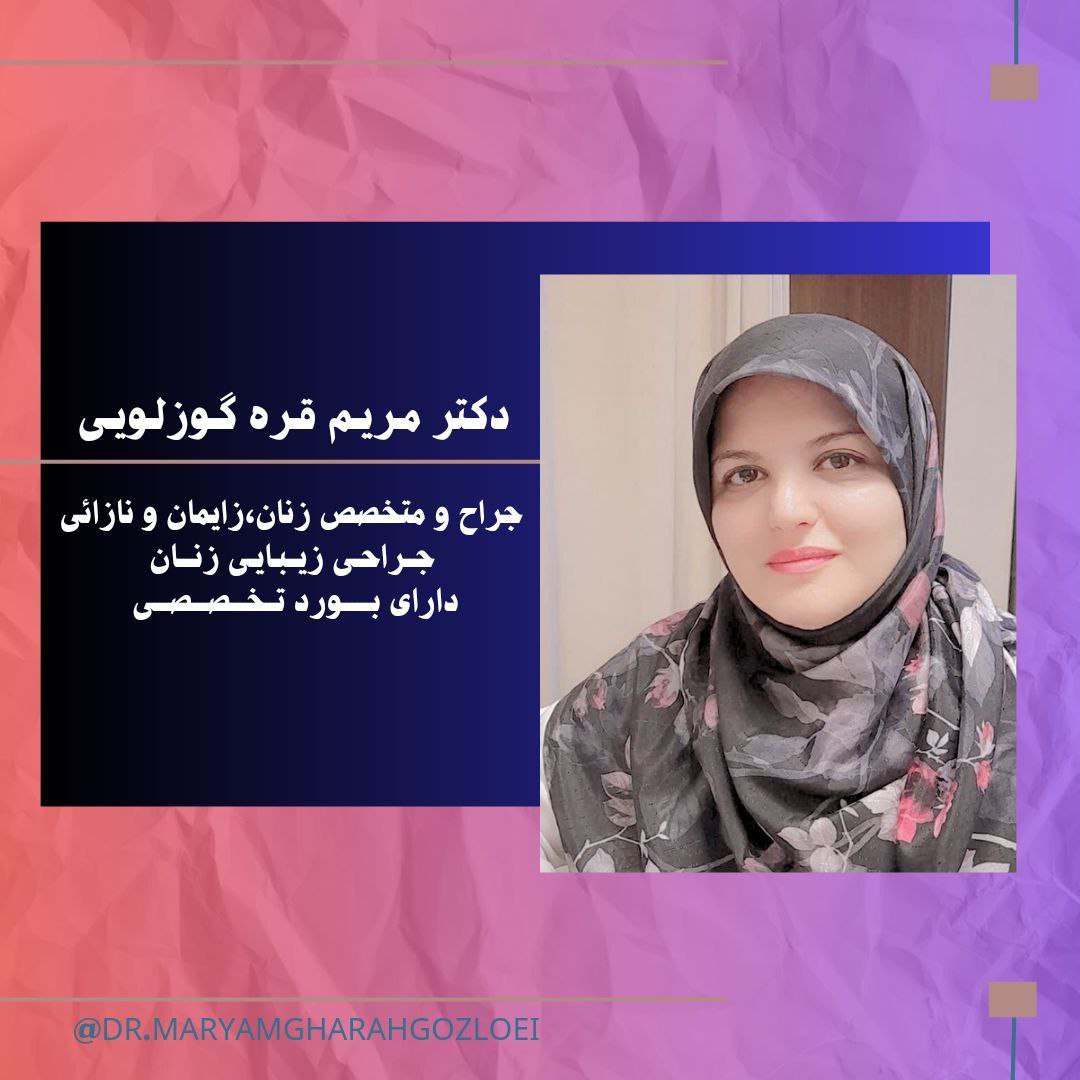 دکتر مریم قره گوزلویی
جراح و متخصص زنان،زایمان و نازائی
جراحی زیبایی زنان
دارای بورد تخصصی
@DR.MARYAMGHARAHGOZLOEI